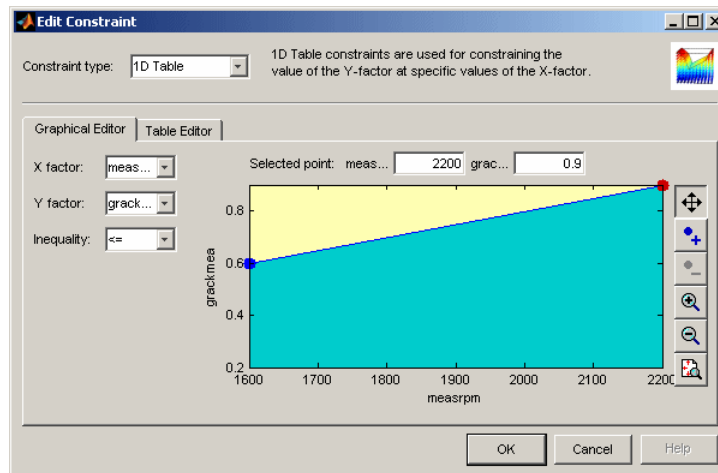 Edit Constraint
Constraint type: 1D Table
1D Table constraints are used for constraining the
value of the Y-factor at specific values of the X-factor.
Graphical Editor Table Editor
X factor: meas...
Y factor: grack...
Inequality: <=
Selected point: meas... 2200 grac... 0.9
0.8
0.6
0.4
0.2
grackmea
1600 1700 1800 1900 2000 2100 2200
measrpm
OK Cancel Help